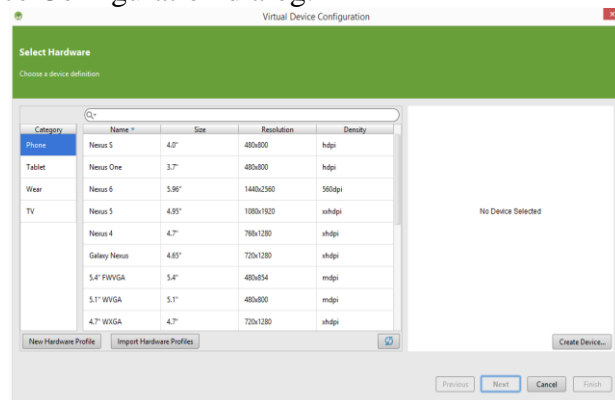 Virtual Device Configuration
Select Hardware
Choose a device definition
Category Name Size Resolution Density
Phone Nexus S 4.0" 480x800 hdpi
Tablet Nexus One 3.7" 480x800 hdpi
Wear Nexus 6 5.96" 1440x2560 560dpi
TV Nexus 5 4.95" 1080x1920 xxhdpi
No Device Selected
Nexus 4 4.7" 768x1280 xhdpi
Galaxy Nexus 4.65" 720x1280 xhdpi
5.4" FWVGA 5.4" 480x854 mdpi
5.1" WVGA 5.1" 480x800 mdpi
4.7" WXGA 4.7" 720x1280 xhdpi
New Hardware Profile Import Hardware Profiles Create Device...
Previous Next Cancel Finish